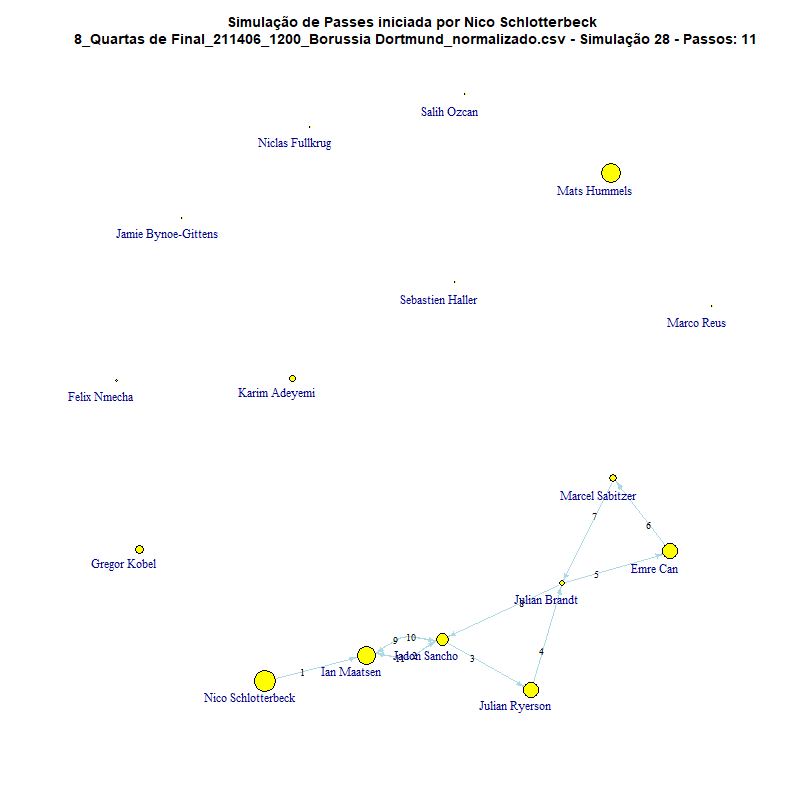 Simulação de Passes iniciada por Nico Schlotterbeck
8_Quartas de Final_211406_1200_Borussia Dortmund_normalizado.csv - Simulação 28 - Passos: 11
Salih Ozcan
Niclas Fullkrug
Mats Hummels
Jamie Bynoe-Gittens
Sebastien Haller
Marco Reus
Felix Nmecha
Karim Adeyemi
Marcel Sabitzer
7
6
Gregor Kobel
Emre Can
5
Julian Brandt
8
9 10
4
11 2
Jadon Sancho
3
Ian Maatsen
1
Nico Schlotterbeck
Julian Ryerson